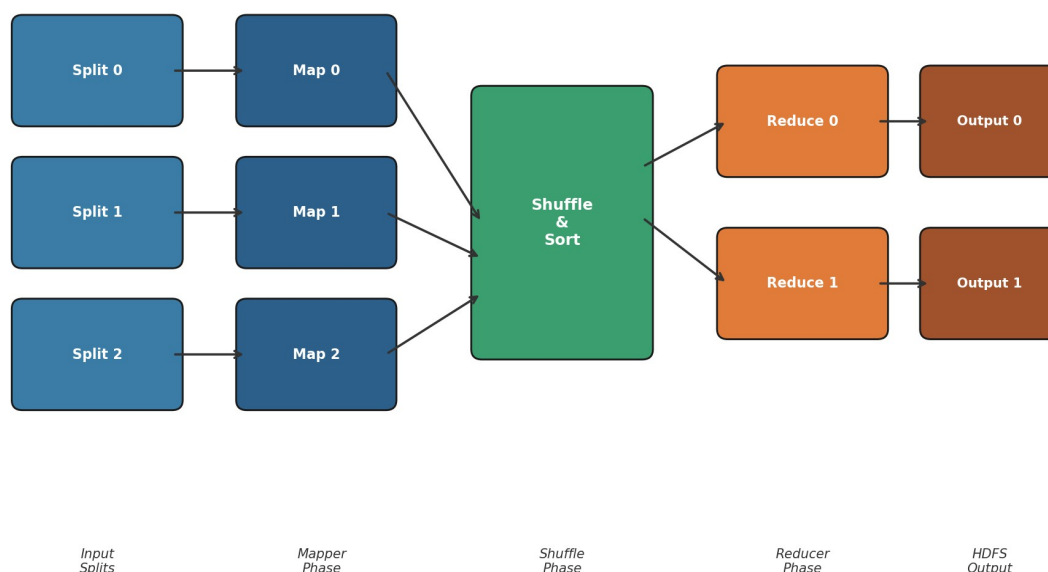 Split 0
Map 0
Split 1
Map 1
Split 2
Map 2
Shuffle
&
Sort
Reduce 0
Output 0
Reduce 1
Output 1
Input
Splits
Mapper
Phase
Shuffle
Phase
Reducer
Phase
HDFS
Output